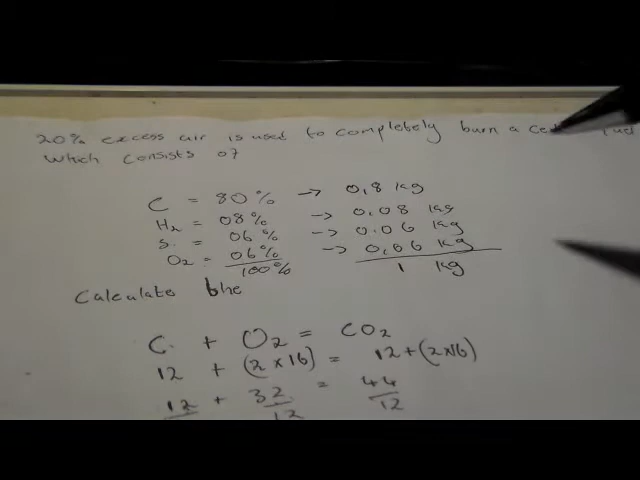 20% excess air is used to completely burn a fuel
which consists of
C = 80% -> 0,8 kg
H2 = 08% -> 0.08 kg
S. = 06% -> 0.06 kg
O2 = 06% -> 0,06 kg
100% 1 kg
Calculate the
C. + O2 = CO2
12 + (2x16) = 12+(2x16)
12 + 32/12 = 44/12